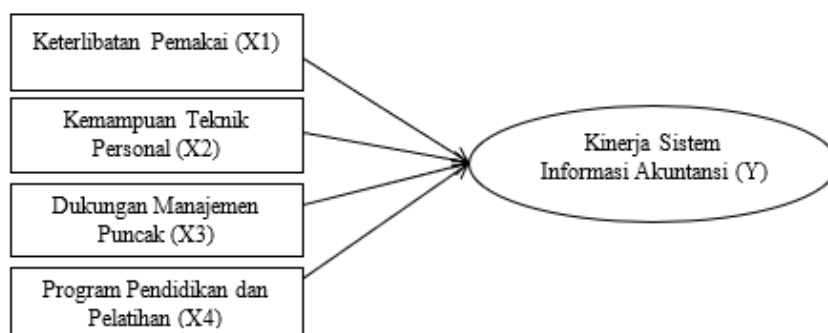 Keterlibatan Pemakai (X1)
Kemampuan Teknik
Personal (X2)
Dukungan Manajemen
Puncak (X3)
Program Pendidikan dan
Pelatihan (X4)
Kinerja Sistem
Informasi Akuntansi (Y)